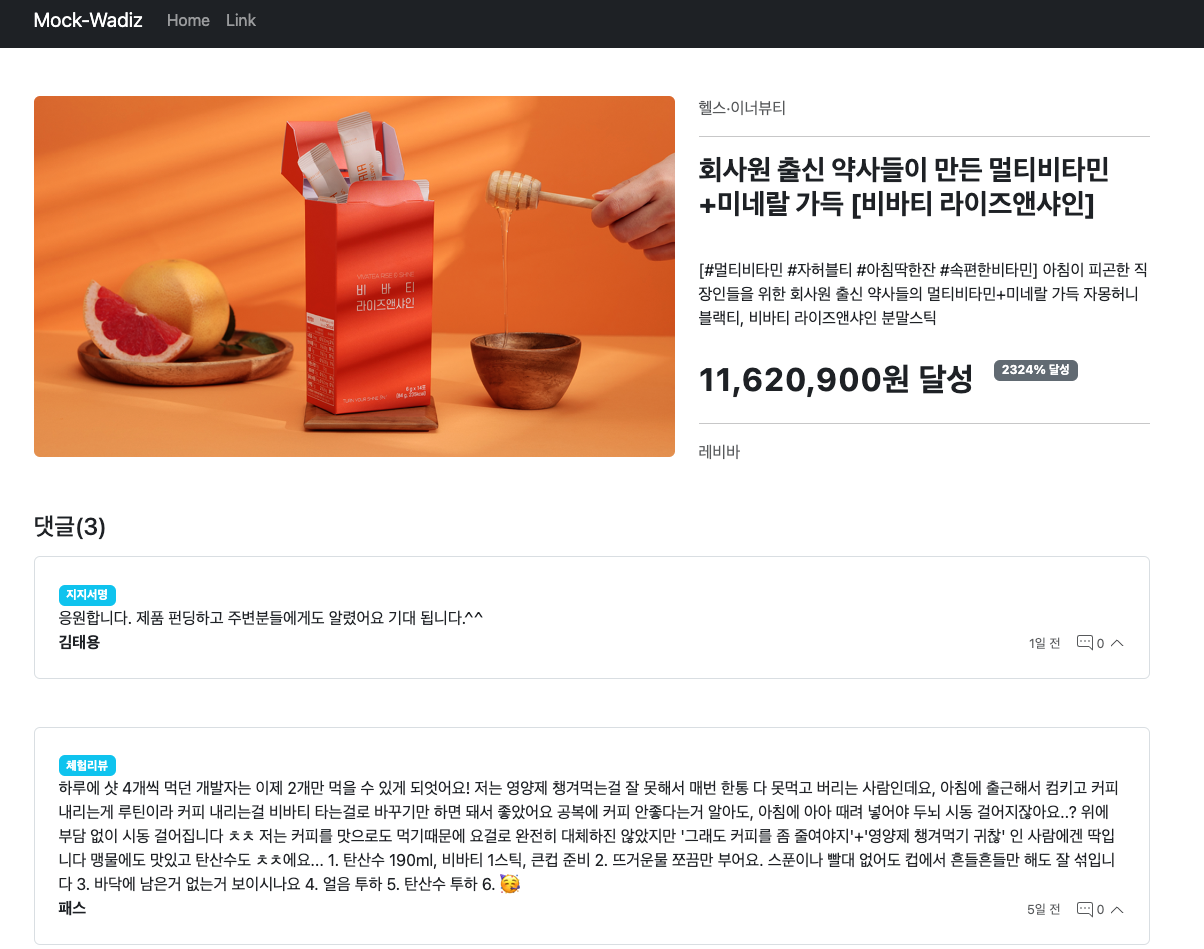 Mock-Wadiz Home Link
헬스·이너뷰티
회사원 출신 약사들이 만든 멀티비타민
+미네랄 가득 [비바티 라이즈앤샤인]
[#멀티비타민 #자허블티 #아침딱한잔 #속편한비타민] 아침이 피곤한 직
장인들을 위한 회사원 출신 약사들의 멀티비타민+미네랄 가득 자몽허니
블랙티, 비바티 라이즈앤샤인 분말스틱
11,620,900원 달성 2324% 달성
레비바
비 바 티
라이즈앤샤인
댓글(3)
지지서명
응원합니다. 제품 펀딩하고 주변분들에게도 알렸어요 기대 됩니다.^^
김태용
1일 전 0
체험리뷰
하루에 샷 4개씩 먹던 개발자는 이제 2개만 먹을 수 있게 되엇어요! 저는 영양제 챙겨먹는걸 잘 못해서 매번 한통 다 못먹고 버리는 사람인데요, 아침에 출근해서 컴키고 커피
내리는게 루틴이라 커피 내리는걸 비바티 타는걸로 바꾸기만 하면 돼서 좋았어요 공복에 커피 안좋다는거 알아도, 아침에 아아 때려 넣어야 두뇌 시동 걸어지잖아요..? 위에
부담 없이 시동 걸어집니다 ㅊㅊ 저는 커피를 맛으로도 먹기때문에 요걸로 완전히 대체하진 않았지만 '그래도 커피를 좀 줄여야지'+'영양제 챙겨먹기 귀찮' 인 사람에겐 딱입
니다 맹물에도 맛있고 탄산수도 ㅊㅊ에요... 1. 탄산수 190ml, 비바티 1스틱, 큰컵 준비 2. 뜨거운물 쪼끔만 부어요. 스푼이나 빨대 없어도 컵에서 흔들흔들만 해도 잘 섞입니
다 3. 바닥에 남은거 없는거 보이시나요 4. 얼음 투하 5. 탄산수 투하 6. 🥳
패스
5일 전 0